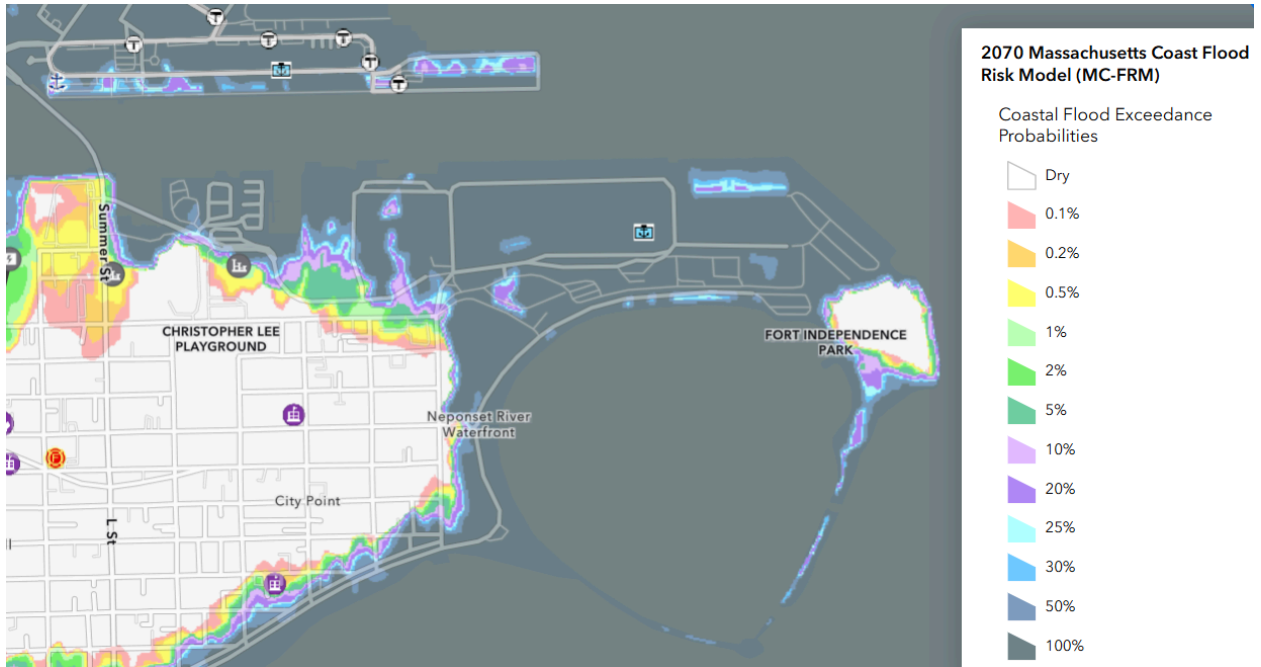 2070 Massachusetts Coast Flood
Risk Model (MC-FRM)
Coastal Flood Exceedance
Probabilities
Dry
0.1%
0.2%
0.5%
1%
2%
5%
10%
20%
25%
30%
50%
100%
T
T
T
T
T
T
Summer St
CHRISTOPHER LEE
PLAYGROUND
FORT INDEPENDENCE
PARK
Neponset River
Waterfront
F
City Point
L St